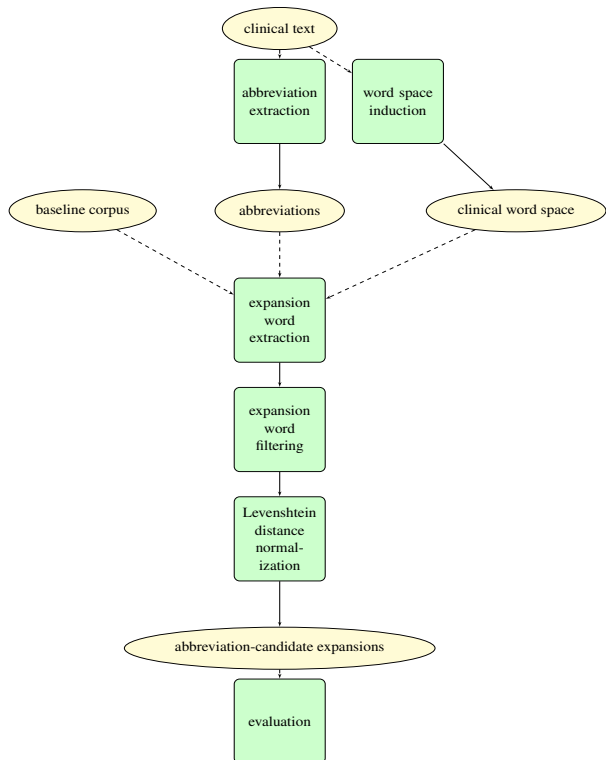 clinical text
abbreviation
extraction
word space
induction
baseline corpus
abbreviations
clinical word space
expansion
word
extraction
expansion
word
filtering
Levenshtein
distance
normal-
ization
abbreviation-candidate expansions
evaluation